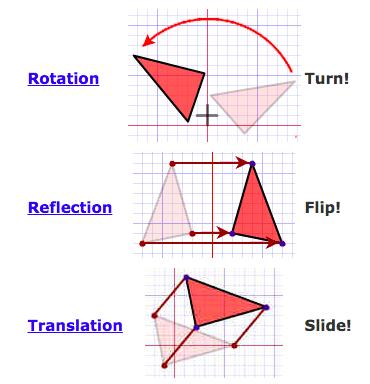 Rotation Turn!
Reflection Flip!
Translation Slide!